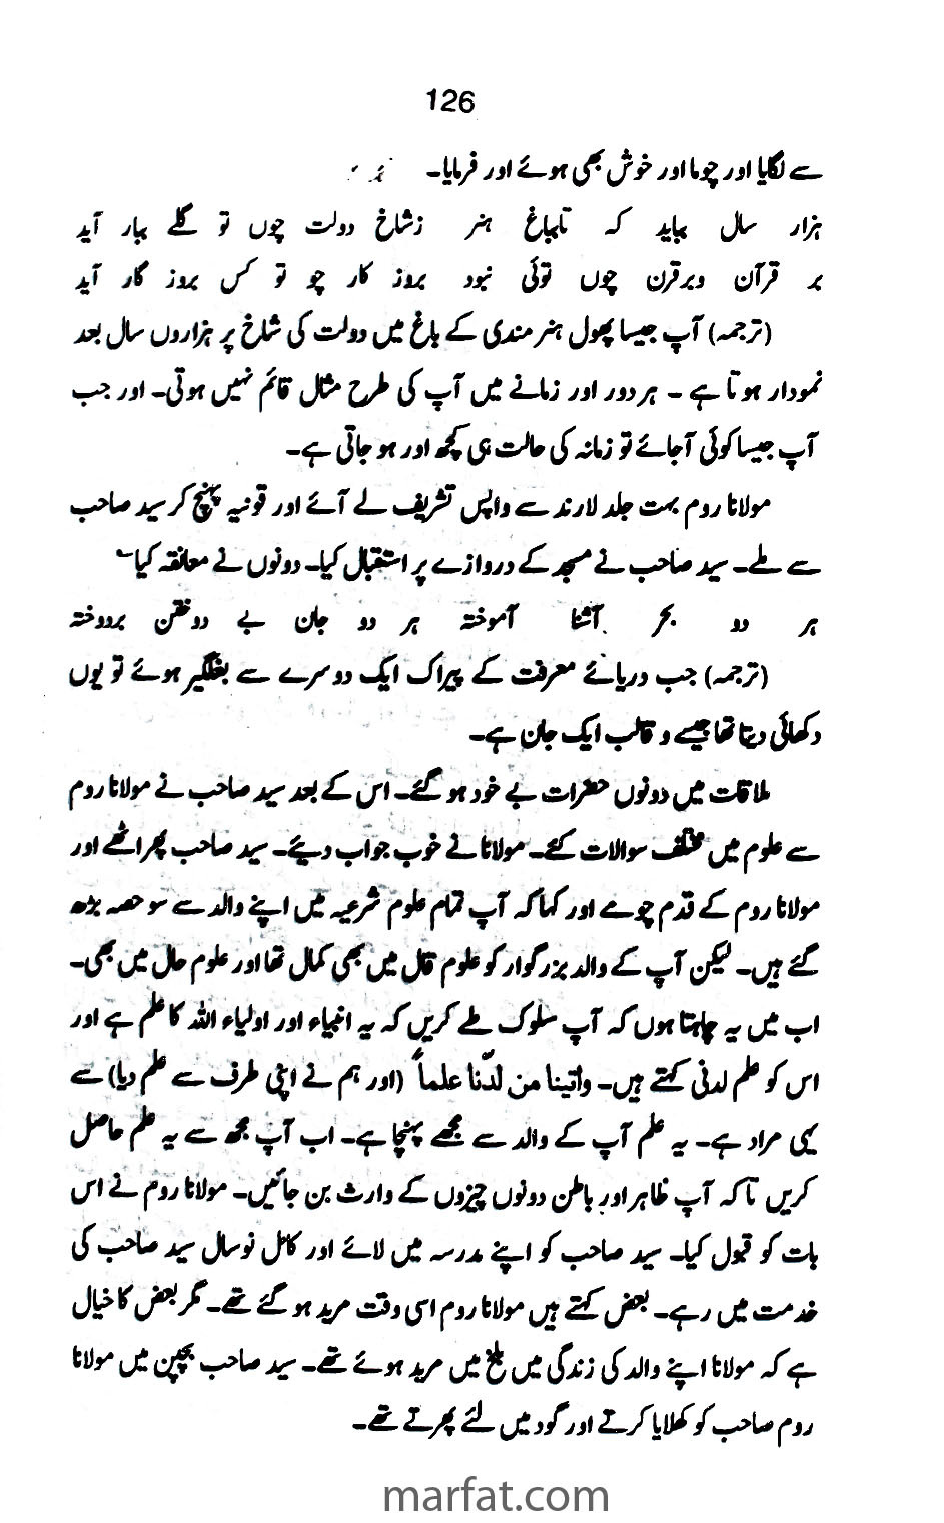 126
سے لگایا اور چوما اور خوش بھی ہوئے اور فرمایا۔
ہزار سال بباید کہ تابباغ ہنر زشاخ دولت چوں تو گلے ببار آید
بر قرآن وبرقرن چوں توئی نبود بروز کار چو تو کس بروز گار آید
(ترجمہ) آپ جیسا پھول ہنر مندی کے باغ میں دولت کی شاخ پر ہزاروں سال بعد
نمودار ہوتا ہے ۔ ہر دور اور زمانے میں آپ کی طرح مثال قائم نہیں ہوتی۔ اور جب
آپ جیسا کوئی آجائے تو زمانہ کی حالت ہی کچھ اور ہو جاتی ہے۔
مولانا روم بہت جلد لارند سے واپس تشریف لے آئے اور قونیہ پہنچ کر سید صاحب
سے ملے۔ سید صاحب نے مسجد کے دروازے پر استقبال کیا۔ دونوں نے معانقہ کیا۔
ہر دو بحر آشنا آموختہ ہر دو جان بے دوختن بردوختہ
(ترجمہ) جب دریائے معرفت کے پیراک ایک دوسرے سے بغلگیر ہوئے تو یوں
دکھائی دیتا تھا جیسے و قالب ایک جان ہے۔
ملاقات میں دونوں حضرات بے خود ہو گئے۔ اس کے بعد سید صاحب نے مولانا روم
سے علوم میں مختلف سوالات کئے۔ مولانا نے خوب جواب دیئے۔ سید صاحب پھر اٹھے اور
مولانا روم کے قدم چومے اور کہا کہ آپ تمام علوم شرعیہ میں اپنے والد سے سو حصہ بڑھ
گئے ہیں۔ لیکن آپ کے والد بزرگوار کو علوم قال میں بھی کمال تھا اور علوم حال میں بھی۔
اب میں یہ چاہتا ہوں کہ آپ سلوک طے کریں کہ یہ انبیاء اور اولیاء اللہ کا علم ہے اور
اس کو علم لدنی کہتے ہیں۔ واتینا من لدّنا علماً (اور ہم نے اپنی طرف سے علم دیا) سے
یہی مراد ہے۔ یہ علم آپ کے والد سے مجھے پہنچا ہے۔ اب آپ مجھ سے یہ علم حاصل
کریں تاکہ آپ ظاہر اور باطن دونوں چیزوں کے وارث بن جائیں۔ مولانا روم نے اس
بات کو قبول کیا۔ سید صاحب کو اپنے مدرسہ میں لائے اور کامل نو سال سید صاحب کی
خدمت میں رہے۔ بعض کہتے ہیں مولانا روم اسی وقت مرید ہو گئے تھے۔ مگر بعض کا خیال
ہے کہ مولانا اپنے والد کی زندگی میں بلخ میں مرید ہوئے تھے۔ سید صاحب بچپن میں مولانا
روم صاحب کو کھلایا کرتے اور گود میں لئے پھرتے تھے۔
marfat.com